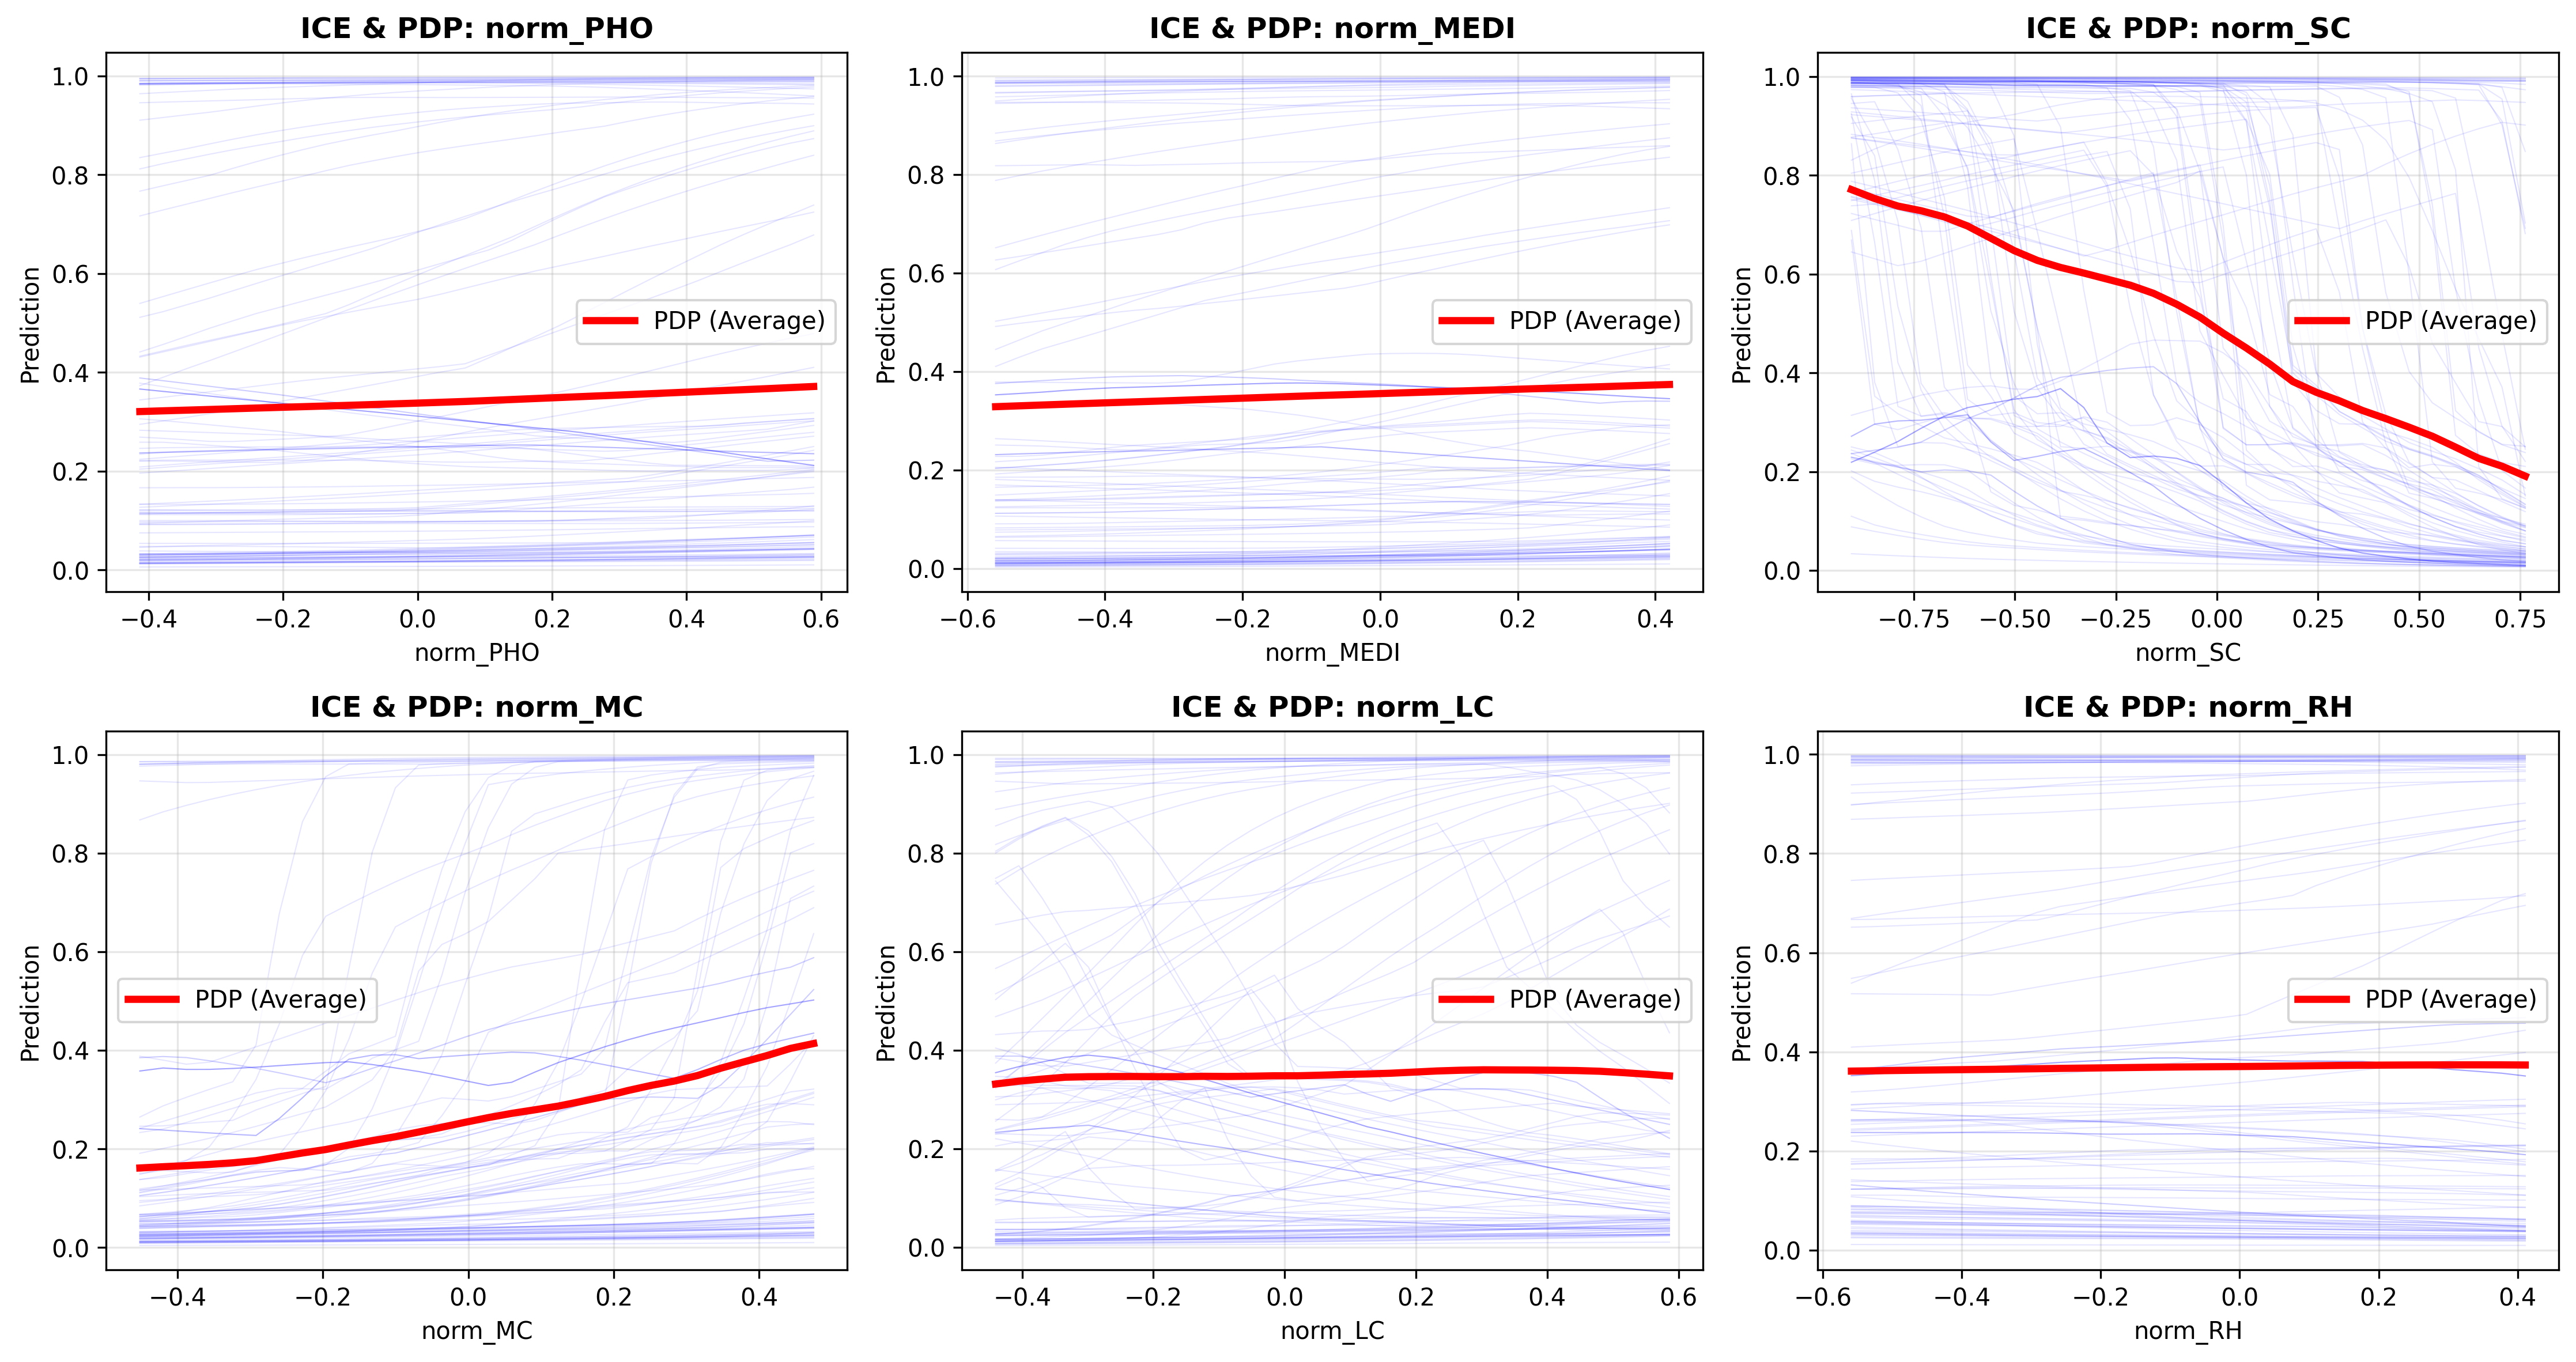 ICE & PDP: norm_PHO
1.0
0.8
0.6
0.4
0.2
0.0
Prediction
PDP (Average)
−0.4 −0.2 0.0 0.2 0.4 0.6
norm_PHO
ICE & PDP: norm_MEDI
1.0
0.8
0.6
0.4
0.2
0.0
Prediction
PDP (Average)
−0.6 −0.4 −0.2 0.0 0.2 0.4
norm_MEDI
ICE & PDP: norm_SC
1.0
0.8
0.6
0.4
0.2
0.0
Prediction
PDP (Average)
−0.75 −0.50 −0.25 0.00 0.25 0.50 0.75
norm_SC
ICE & PDP: norm_MC
1.0
0.8
0.6
0.4
0.2
0.0
Prediction
PDP (Average)
−0.4 −0.2 0.0 0.2 0.4
norm_MC
ICE & PDP: norm_LC
1.0
0.8
0.6
0.4
0.2
0.0
Prediction
PDP (Average)
−0.4 −0.2 0.0 0.2 0.4 0.6
norm_LC
ICE & PDP: norm_RH
1.0
0.8
0.6
0.4
0.2
0.0
Prediction
PDP (Average)
−0.6 −0.4 −0.2 0.0 0.2 0.4
norm_RH